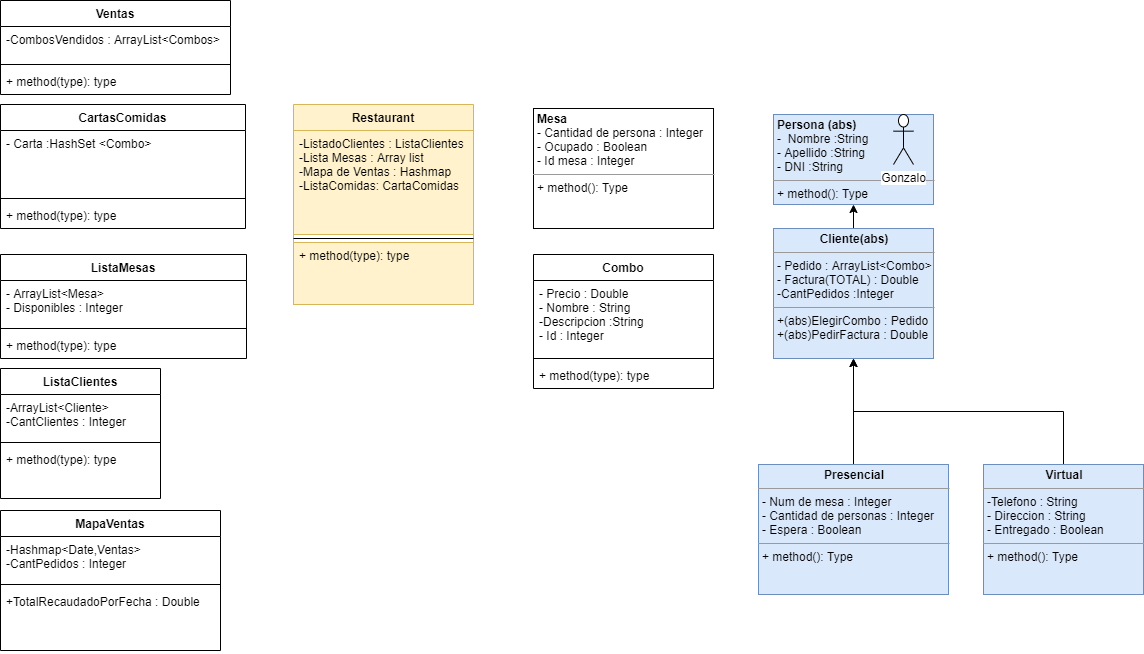 Ventas
-CombosVendidos : ArrayList<Combos>
+ method(type): type
CartasComidas
- Carta :HashSet <Combo>
+ method(type): type
ListaMesas
- ArrayList<Mesa>
- Disponibles : Integer
+ method(type): type
ListaClientes
-ArrayList<Cliente>
-CantClientes : Integer
+ method(type): type
MapaVentas
-Hashmap<Date,Ventas>
-CantPedidos : Integer
+TotalRecaudadoPorFecha : Double
Restaurant
-ListadoClientes : ListaClientes
-Lista Mesas : Array list
-Mapa de Ventas : Hashmap
-ListaComidas: CartaComidas
+ method(type): type
Mesa
- Cantidad de persona : Integer
- Ocupado : Boolean
- Id mesa : Integer
+ method(): Type
Combo
- Precio : Double
- Nombre : String
-Descripcion :String
- Id : Integer
+ method(type): type
Persona (abs)
- Nombre :String
- Apellido :String
- DNI :String
+ method(): Type
Gonzalo
Cliente(abs)
- Pedido : ArrayList<Combo>
- Factura(TOTAL) : Double
-CantPedidos :Integer
+(abs)ElegirCombo : Pedido
+(abs)PedirFactura : Double
Presencial
- Num de mesa : Integer
- Cantidad de personas : Integer
- Espera : Boolean
+ method(): Type
Virtual
-Telefono : String
- Direccion : String
- Entregado : Boolean
+ method(): Type